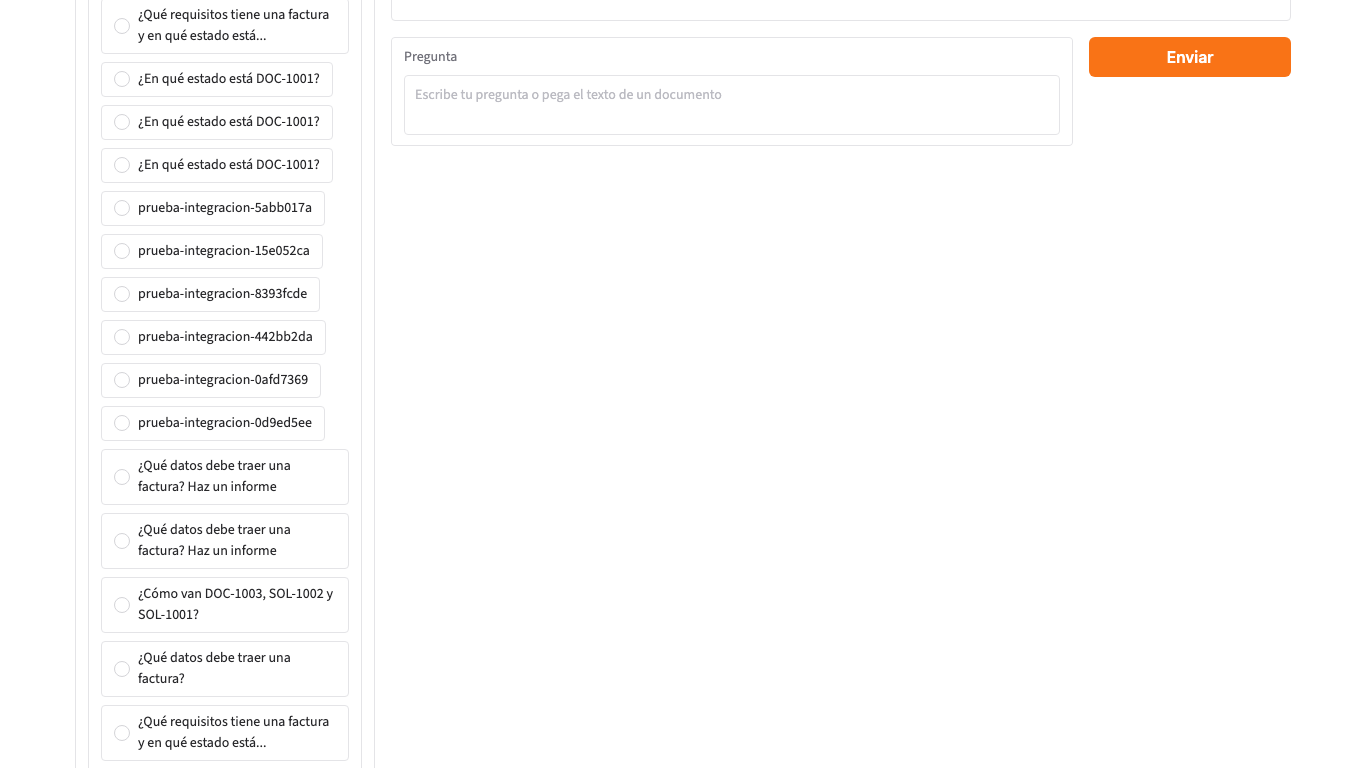 ¿Qué requisitos tiene una factura
y en qué estado está...
¿En qué estado está DOC-1001?
¿En qué estado está DOC-1001?
¿En qué estado está DOC-1001?
prueba-integracion-5abb017a
prueba-integracion-15e052ca
prueba-integracion-8393fcde
prueba-integracion-442bb2da
prueba-integracion-0afd7369
prueba-integracion-0d9ed5ee
¿Qué datos debe traer una
factura? Haz un informe
¿Qué datos debe traer una
factura? Haz un informe
¿Cómo van DOC-1003, SOL-1002 y
SOL-1001?
¿Qué datos debe traer una
factura?
¿Qué requisitos tiene una factura
y en qué estado está...
Pregunta
Escribe tu pregunta o pega el texto de un documento
Enviar